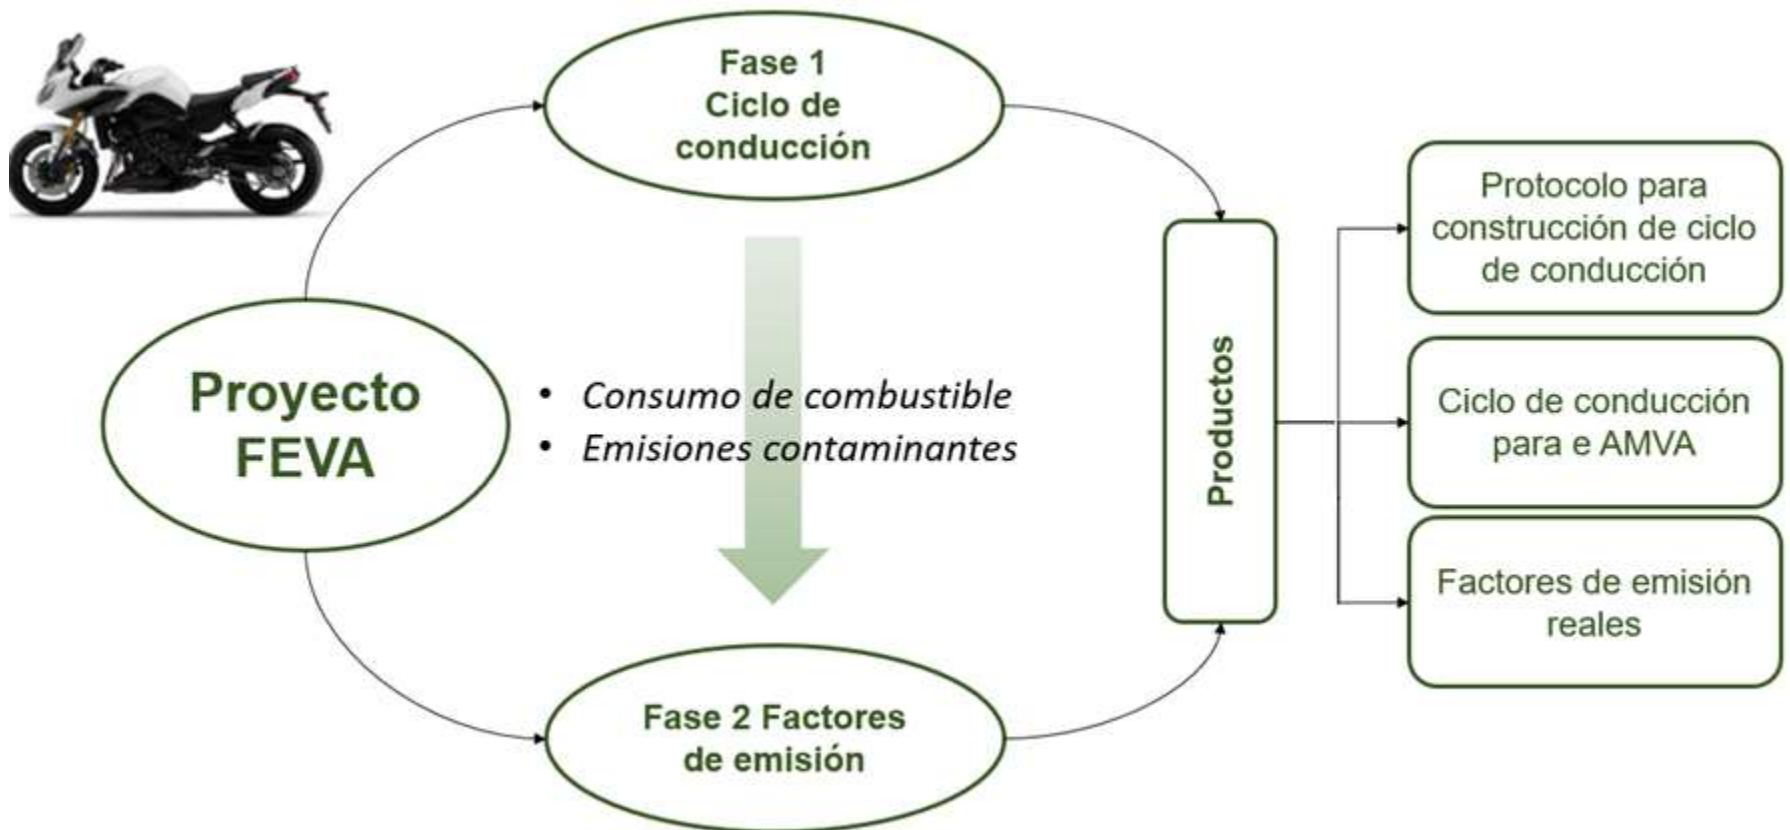 Fase 1
Ciclo de
conducción
Proyecto
FEVA
• Consumo de combustible
• Emisiones contaminantes
Fase 2 Factores
de emisión
Productos
Protocolo para
construcción de ciclo
de conducción
Ciclo de conducción
para e AMVA
Factores de emisión
reales